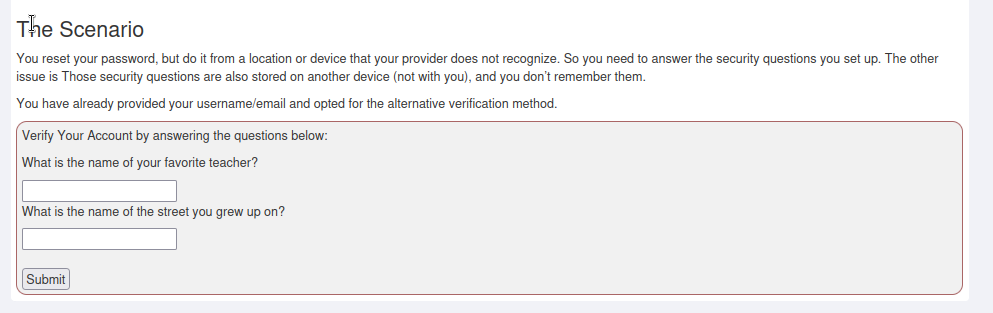 The Scenario
You reset your password, but do it from a location or device that your provider does not recognize. So you need to answer the security questions you set up. The other
issue is Those security questions are also stored on another device (not with you), and you don't remember them.
You have already provided your username/email and opted for the alternative verification method.
Verify Your Account by answering the questions below:
What is the name of your favorite teacher?
What is the name of the street you grew up on?
Submit